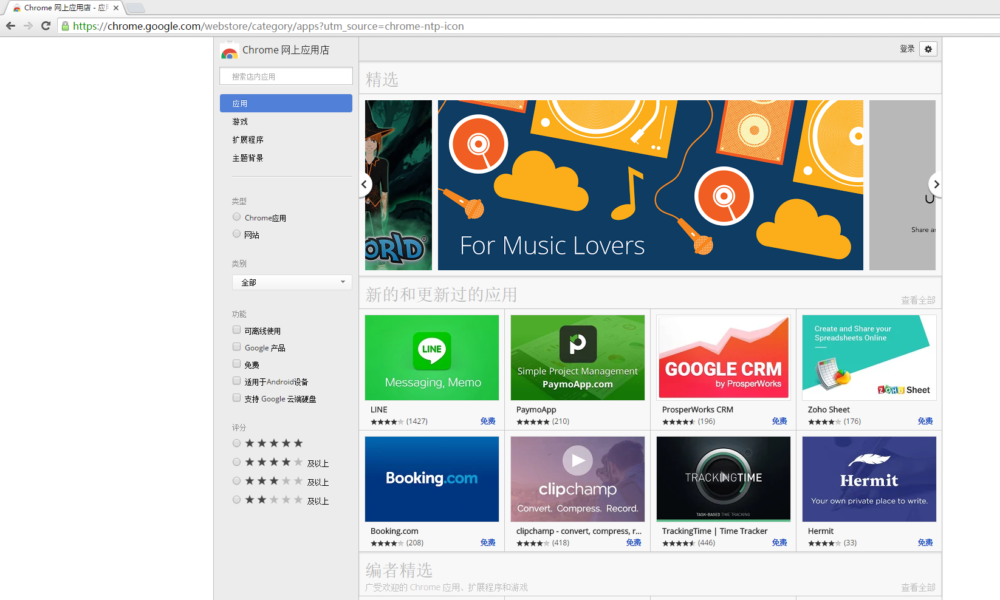 Chrome 网上应用店 - 应用
https://chrome.google.com/webstore/category/apps?utm_source=chrome-ntp-icon
Chrome 网上应用店
登录
搜索店内应用
应用
游戏
扩展程序
主题背景
类型
Chrome应用
网站
类别
全部
功能
可离线使用
Google 产品
免费
适用于Android设备
支持 Google 云端硬盘
评分
及以上
及以上
及以上
精选
ORLD®
For Music Lovers
U
Share a
新的和更新过的应用
查看全部
LINE
Messaging, Memo
LINE
(1427)
免费
Simple Project Management
PaymoApp.com
PaymoApp
(210)
免费
GOOGLE CRM
by ProsperWorks
ProsperWorks CRM
(196)
免费
Create and Share your
Spreadsheets Online
ZOHO Sheet
Zoho Sheet
(176)
免费
Booking.com
Booking.com
(208)
免费
clipchamp
Convert. Compress. Record.
clipchamp - convert, compress, r...
(418)
免费
TRACKINGTIME
TASK-BASED TIME TRACKING
TrackingTime | Time Tracker
(446)
免费
Hermit
Your own private place to write.
Hermit
(33)
免费
编者精选
广受欢迎的 Chrome 应用、扩展程序和游戏
查看全部